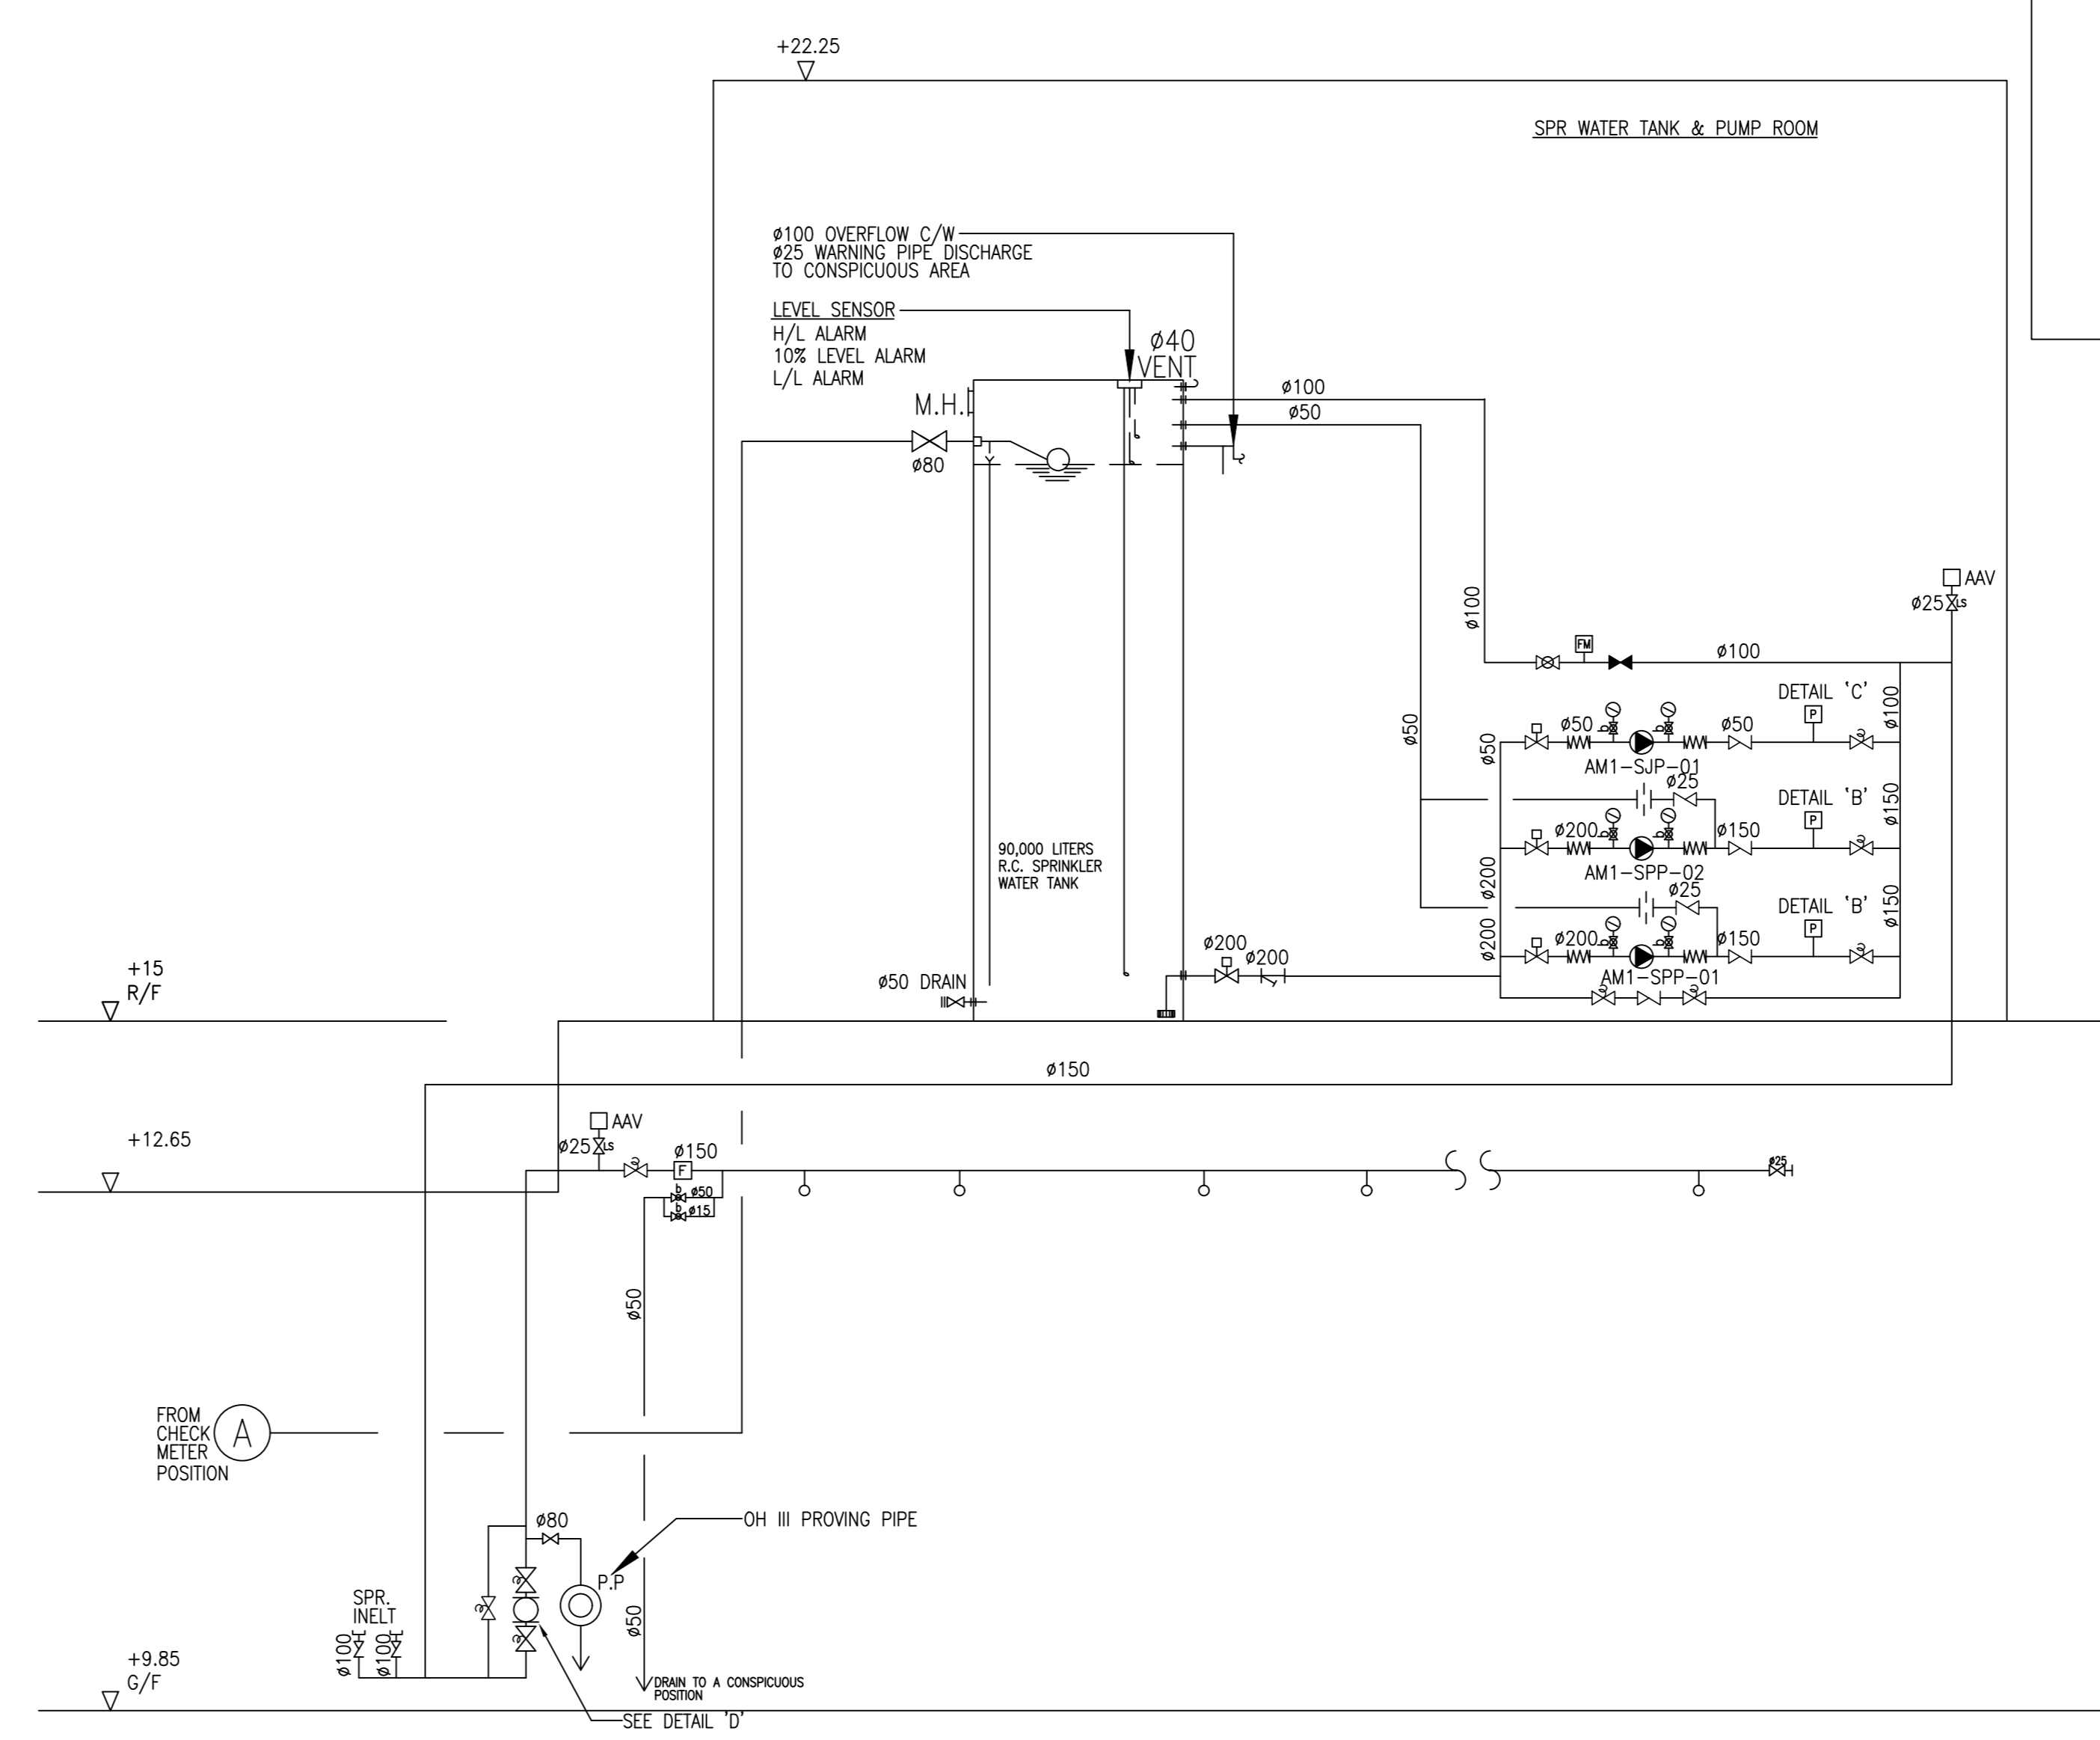 +22.25
SPR WATER TANK & PUMP ROOM
ø100 OVERFLOW C/W
ø25 WARNING PIPE DISCHARGE
TO CONSPICUOUS AREA
LEVEL SENSOR
H/L ALARM
10% LEVEL ALARM
L/L ALARM
ø40
VENT
M.H.
ø80
ø100
ø50
ø100
ø50
AAV
ø25
LS
FM
ø100
DETAIL 'C'
P
ø100
ø50
ø50
b
b
ø50
AM1-SJP-01
ø25
DETAIL 'B'
P
ø150
ø200
b
b
ø150
AM1-SPP-02
ø200
ø25
DETAIL 'B'
P
ø150
ø200
ø200
b
b
ø150
AM1-SPP-01
90,000 LITERS
R.C. SPRINKLER
WATER TANK
ø200
ø200
ø50 DRAIN
+15
R/F
ø150
+12.65
AAV
ø25
LS
ø150
F
b
ø50
b
ø15
ø25
ø50
FROM
CHECK
METER
POSITION
A
ø80
OH III PROVING PIPE
P.P
ø50
SPR.
INELT
ø100
ø100
+9.85
G/F
DRAIN TO A CONSPICUOUS
POSITION
SEE DETAIL 'D'